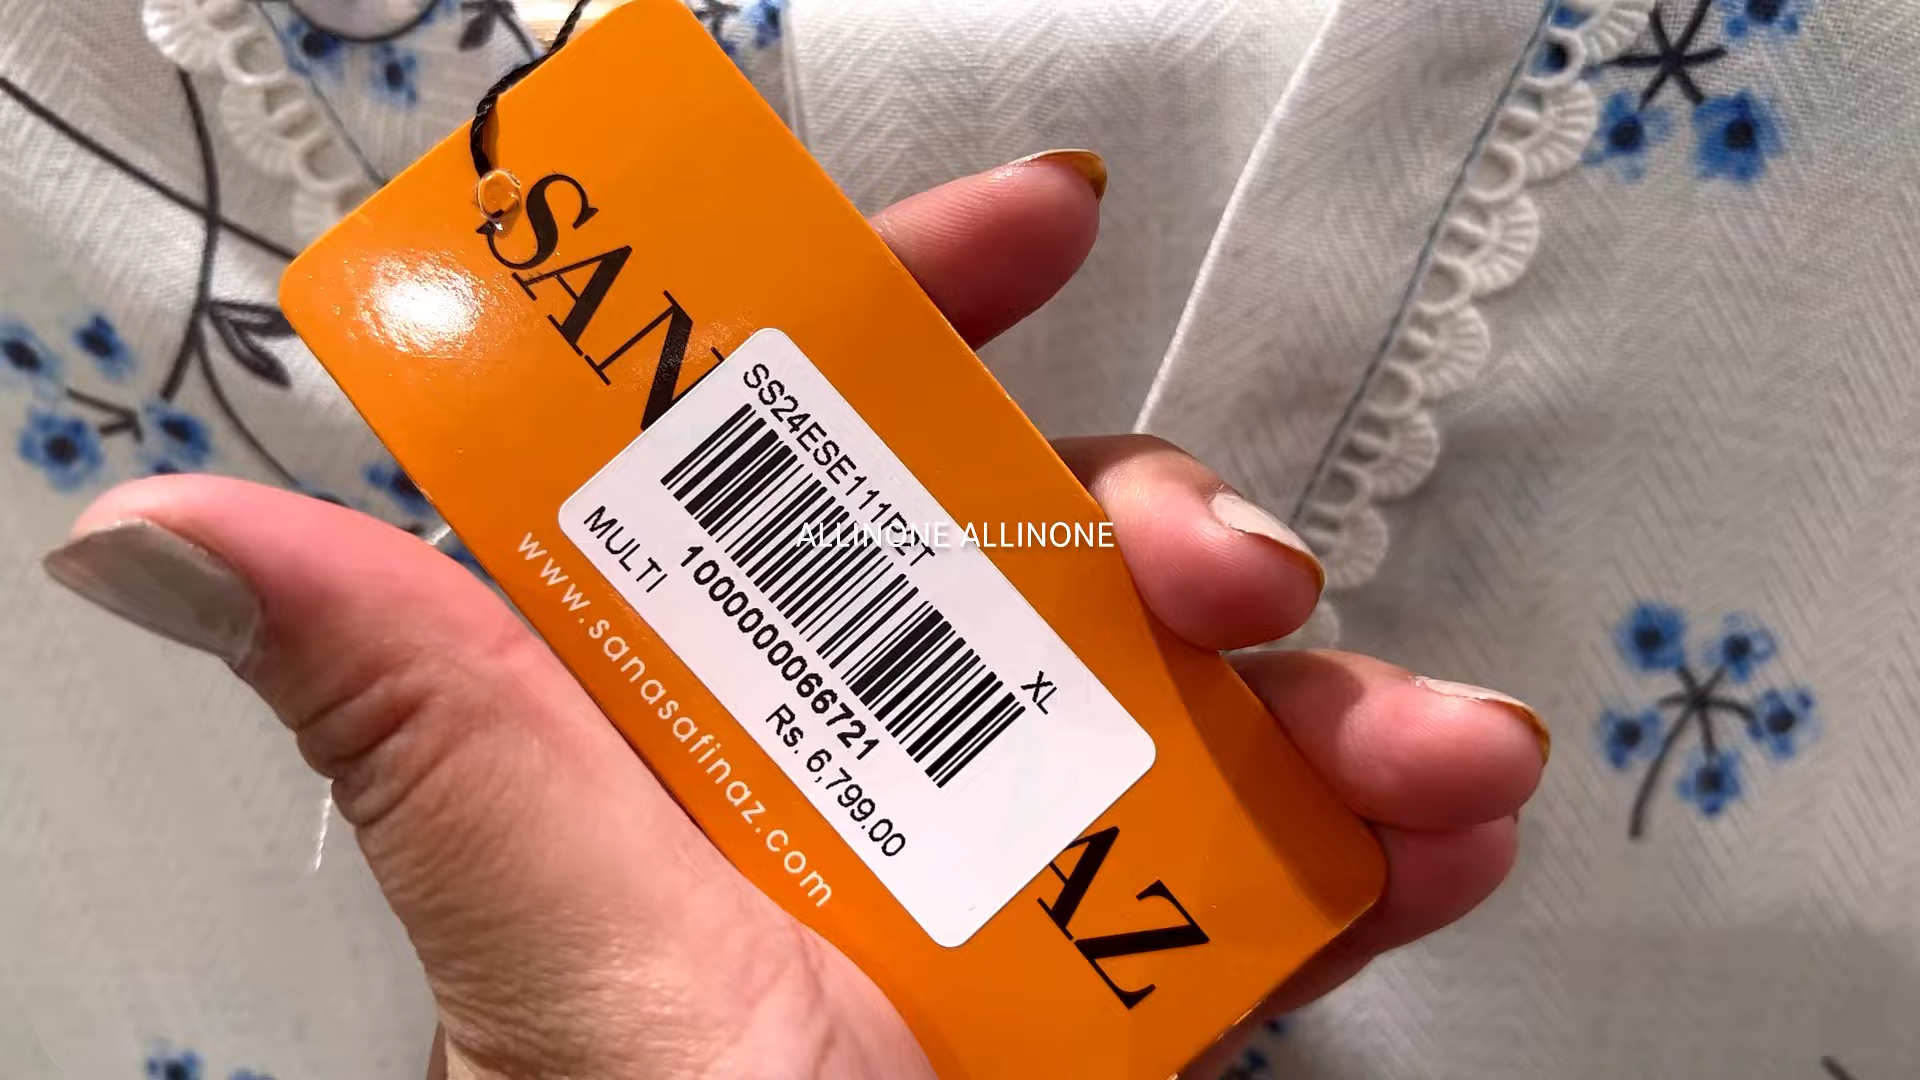 SAN
AZ
SS24ESE111P2T
XL
MULTI
1000000066721
Rs. 6,799.00
www.sanasafinaz.com
ALLINONE ALLINONE